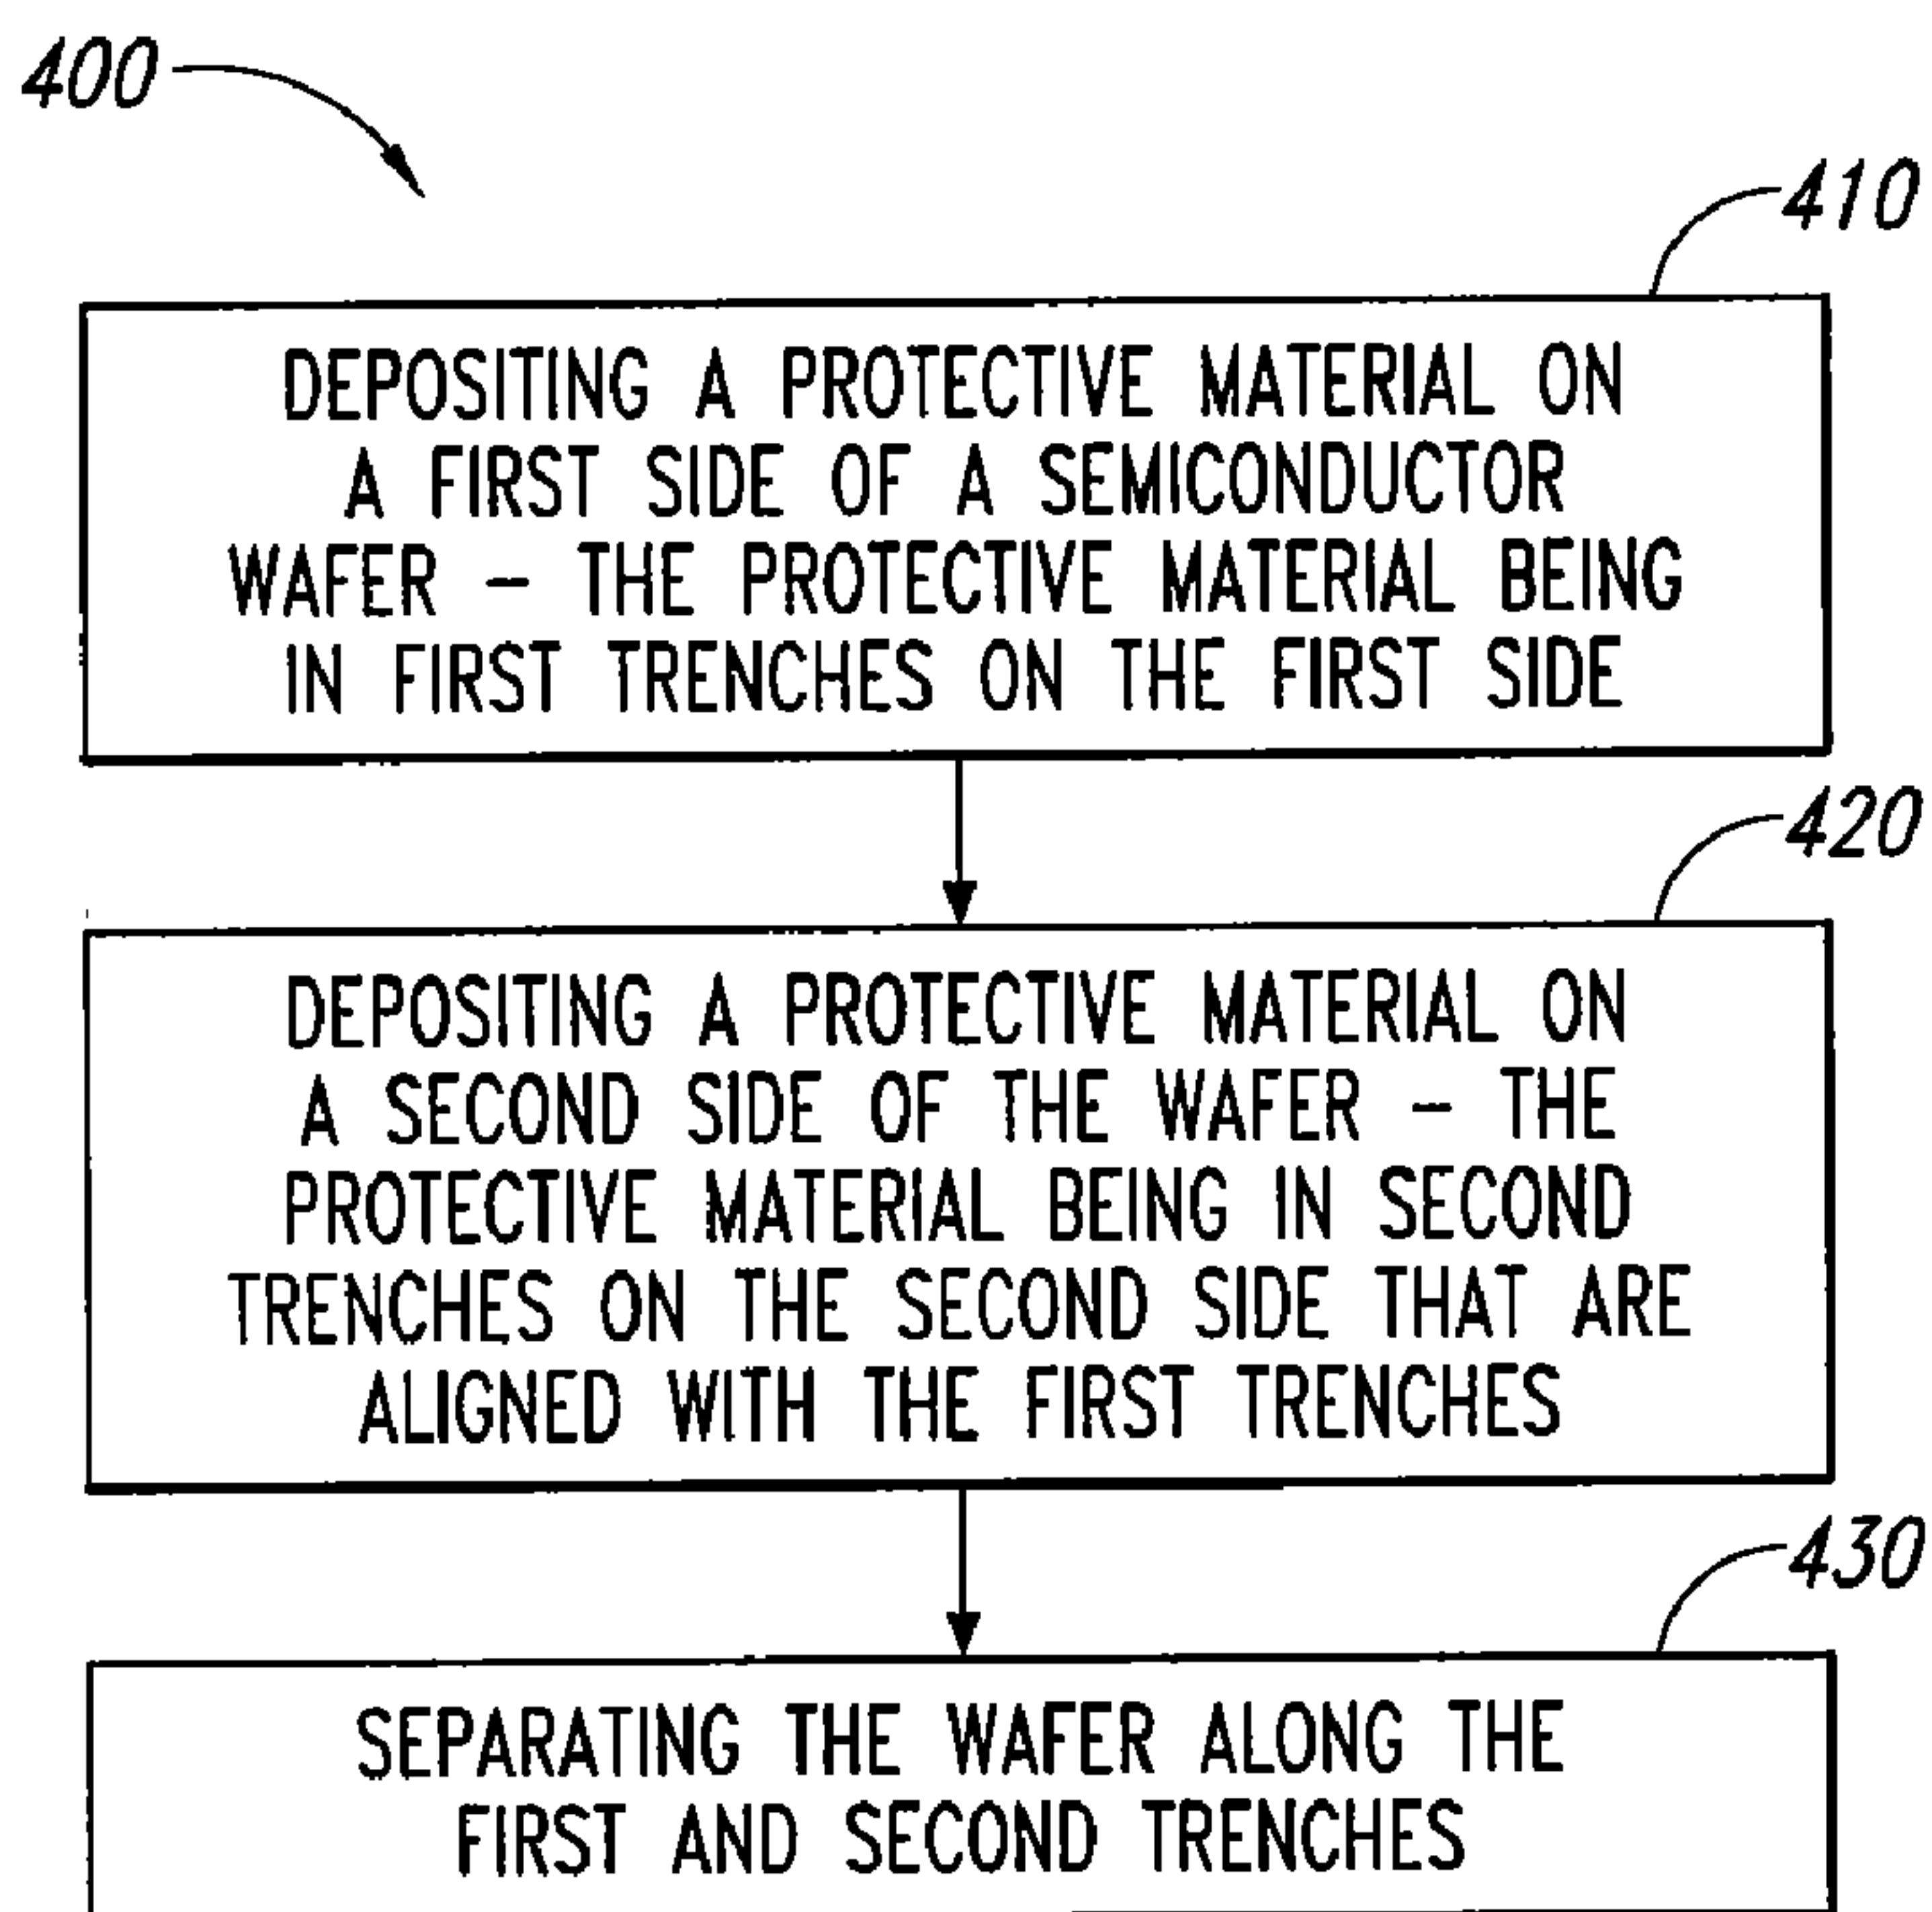 400
410
DEPOSITING A PROTECTIVE MATERIAL ON
A FIRST SIDE OF A SEMICONDUCTOR
WAFER - THE PROTECTIVE MATERIAL BEING
IN FIRST TRENCHES ON THE FIRST SIDE
420
DEPOSITING A PROTECTIVE MATERIAL ON
A SECOND SIDE OF THE WAFER - THE
PROTECTIVE MATERIAL BEING IN SECOND
TRENCHES ON THE SECOND SIDE THAT ARE
ALIGNED WITH THE FIRST TRENCHES
430
SEPARATING THE WAFER ALONG THE
FIRST AND SECOND TRENCHES